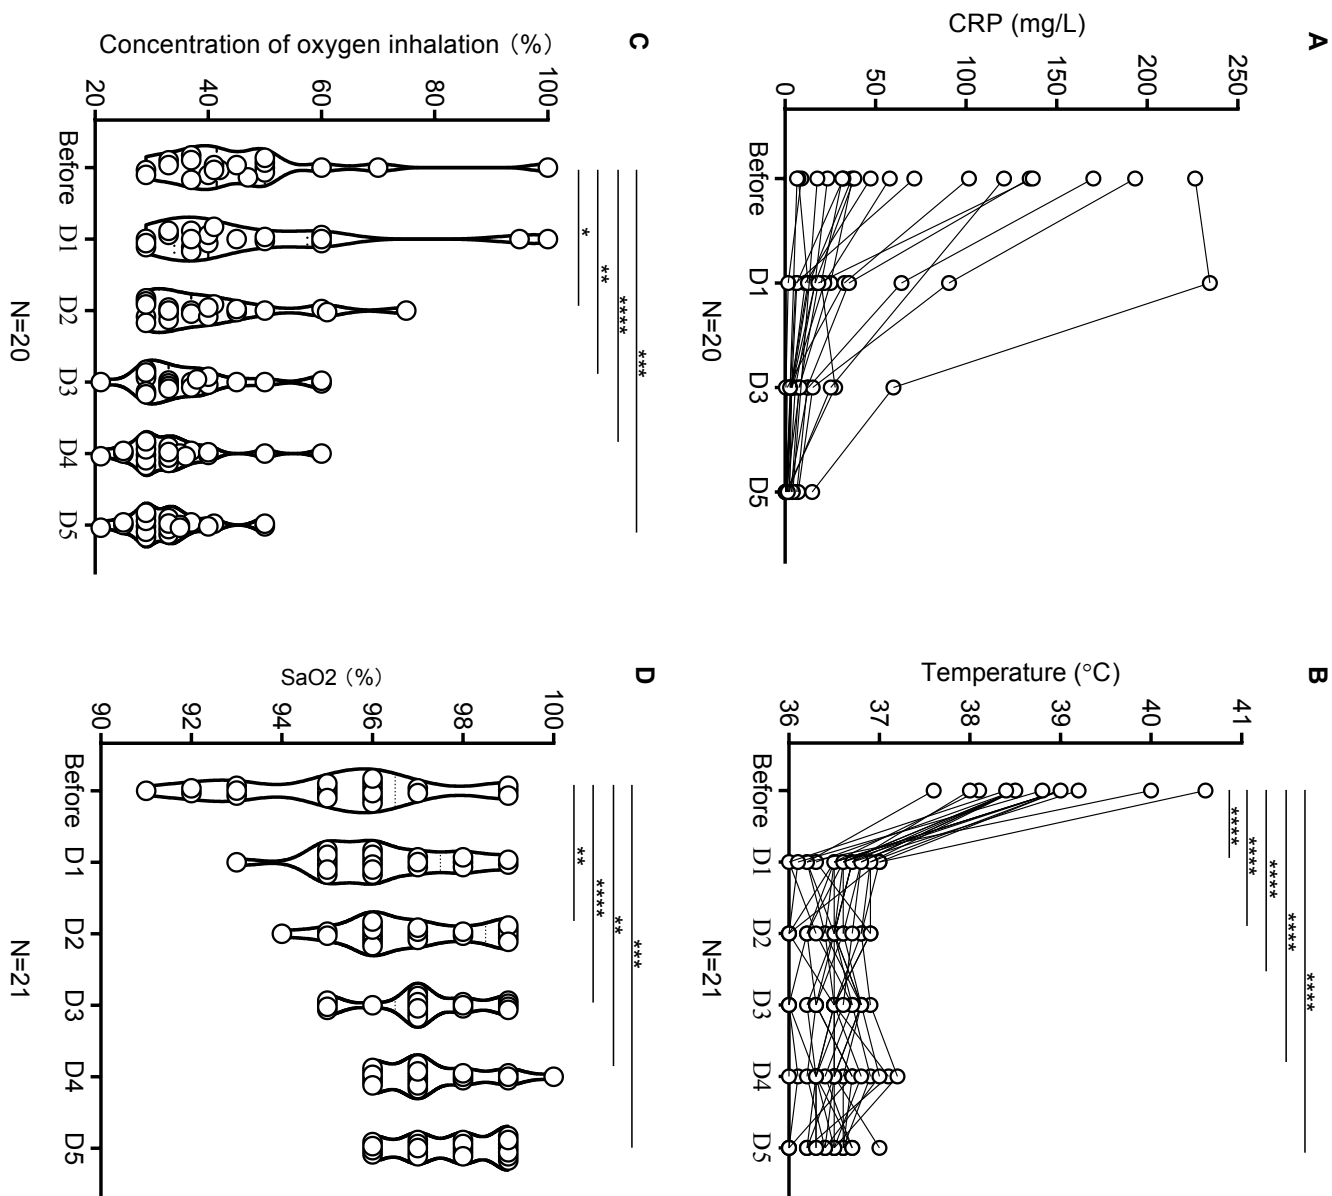 A
CRP (mg/L)
250
200
150
100
50
0
Before
D1
D3
D5
N=20
B
Temperature (°C)
41
40
39
38
37
36
****
****
****
****
****
Before
D1
D2
D3
D4
D5
N=21
C
Concentration of oxygen inhalation (%)
100
80
60
40
20
*
**
****
***
Before
D1
D2
D3
D4
D5
N=20
D
SaO2 (%)
100
98
96
94
92
90
**
****
**
***
Before
D1
D2
D3
D4
D5
N=21